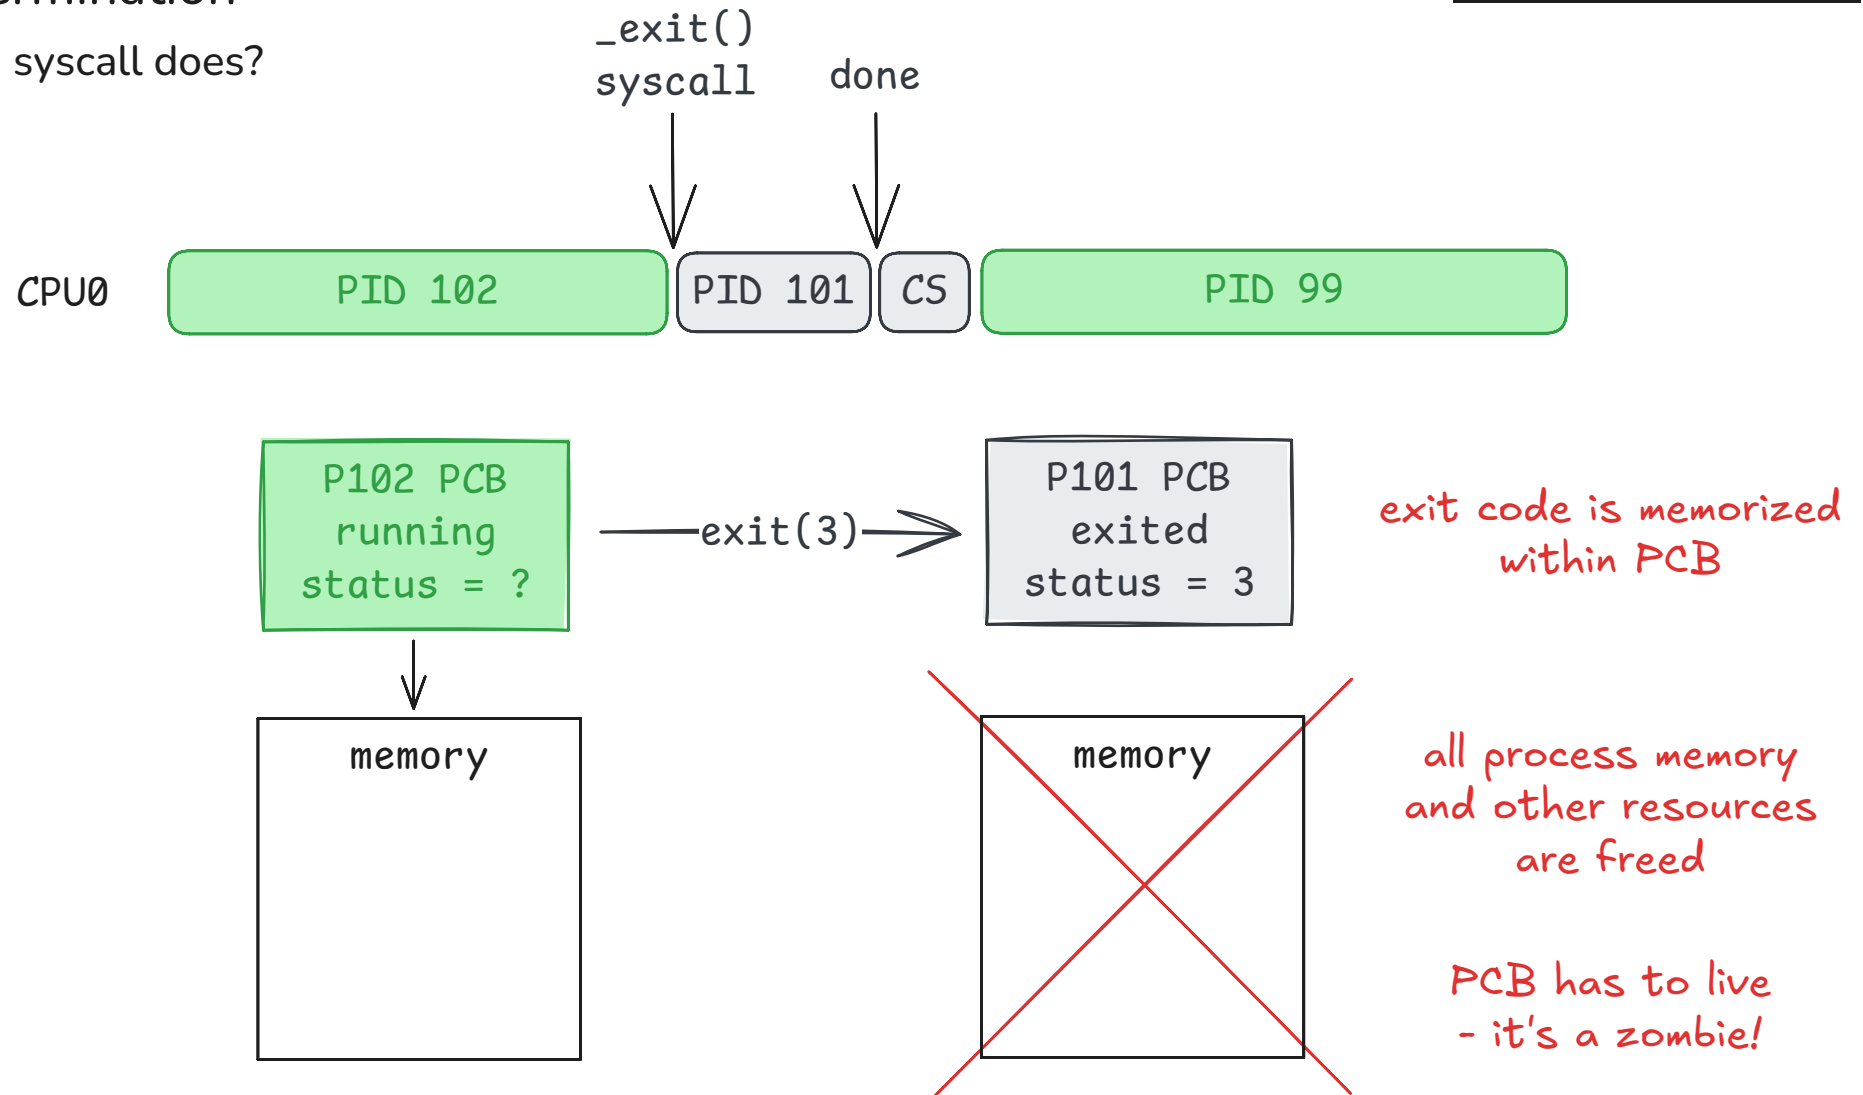 syscall does?
_exit()
syscall
done
CPU0
PID 102
PID 101
CS
PID 99
P102 PCB
running
status = ?
exit(3)
P101 PCB
exited
status = 3
exit code is memorized
within PCB
memory
memory
all process memory
and other resources
are freed
PCB has to live
- it's a zombie!